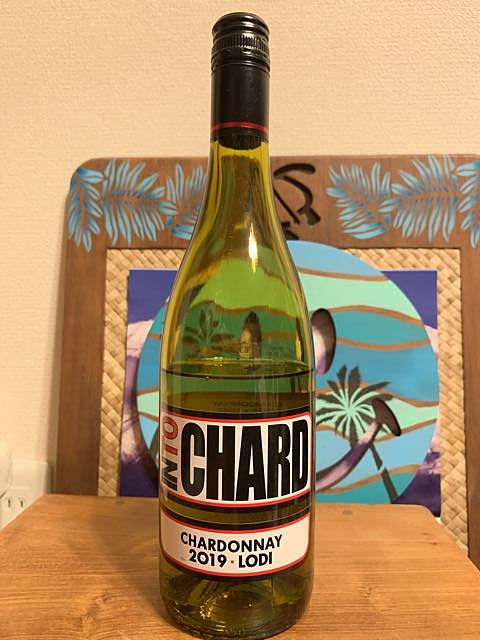 INTO
CHARD
CHARDONNAY
2019 • LODI